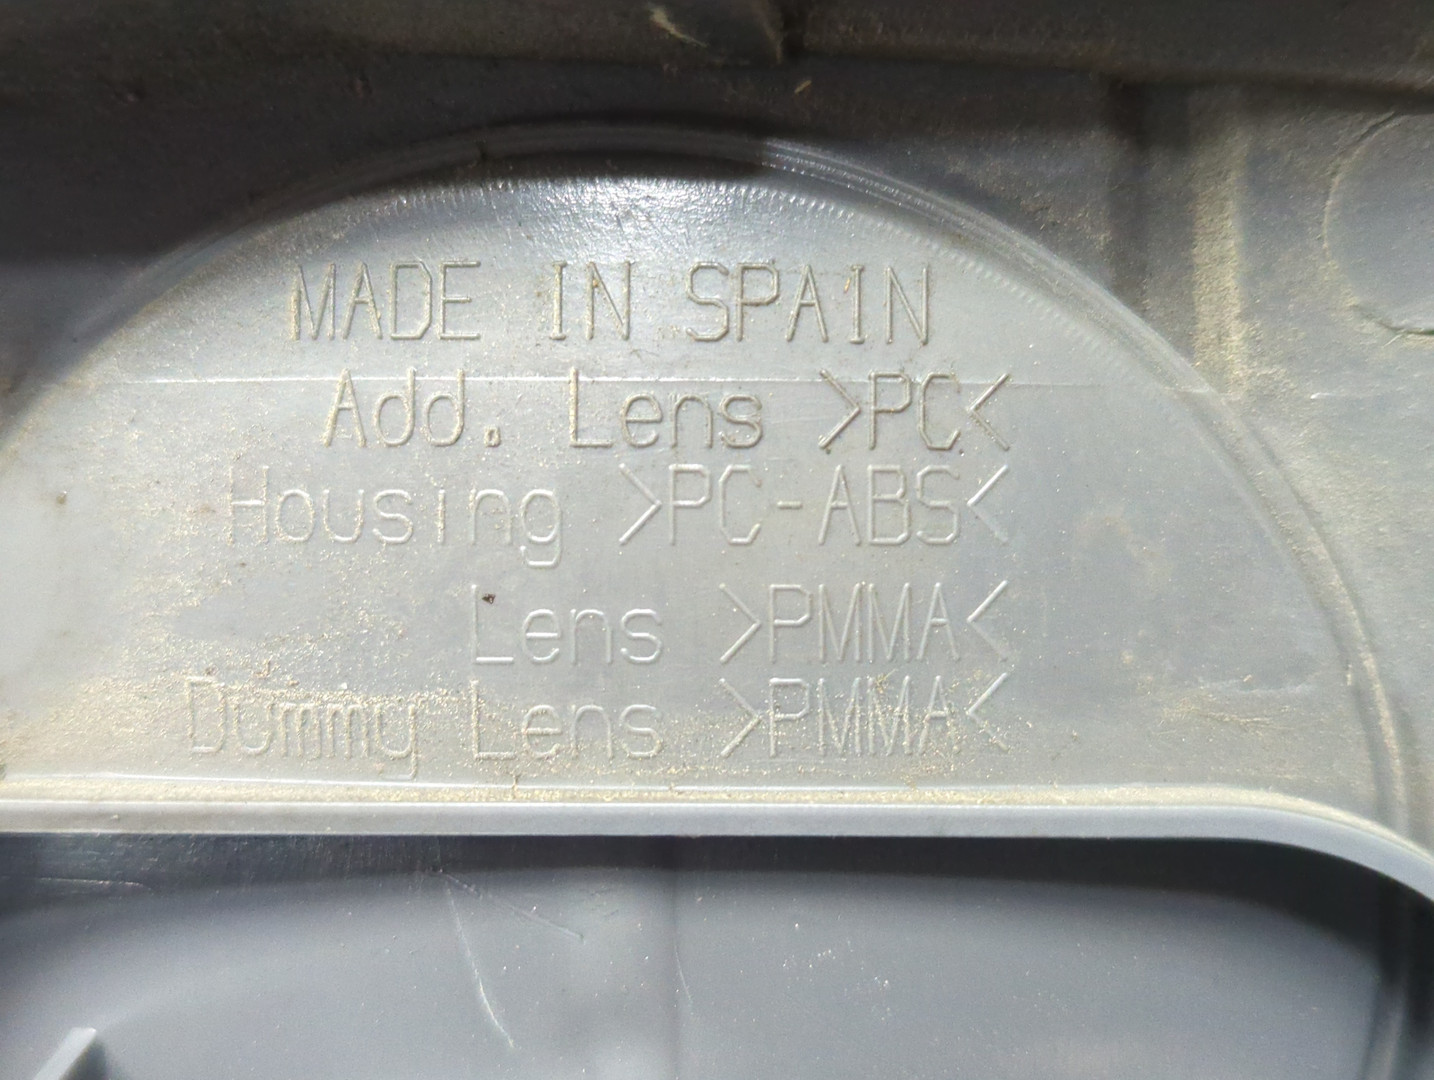 MADE IN SPAIN
Add. Lens >PC<
Housing >PC-ABS<
Lens >PMMA<
Dummy Lens >PMMA<